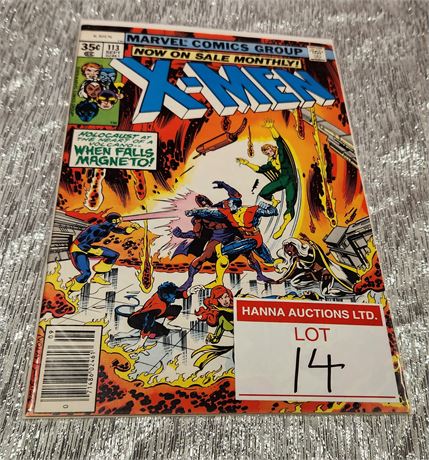 MARVEL COMICS GROUP
35¢ 113 SEPT
NOW ON SALE MONTHLY!
X-MEN
HOLOCAUST AT
THE HEART OF A
VOLCANO--
WHEN FALLS
MAGNETO!
HANNA AUCTIONS LTD.
LOT
14